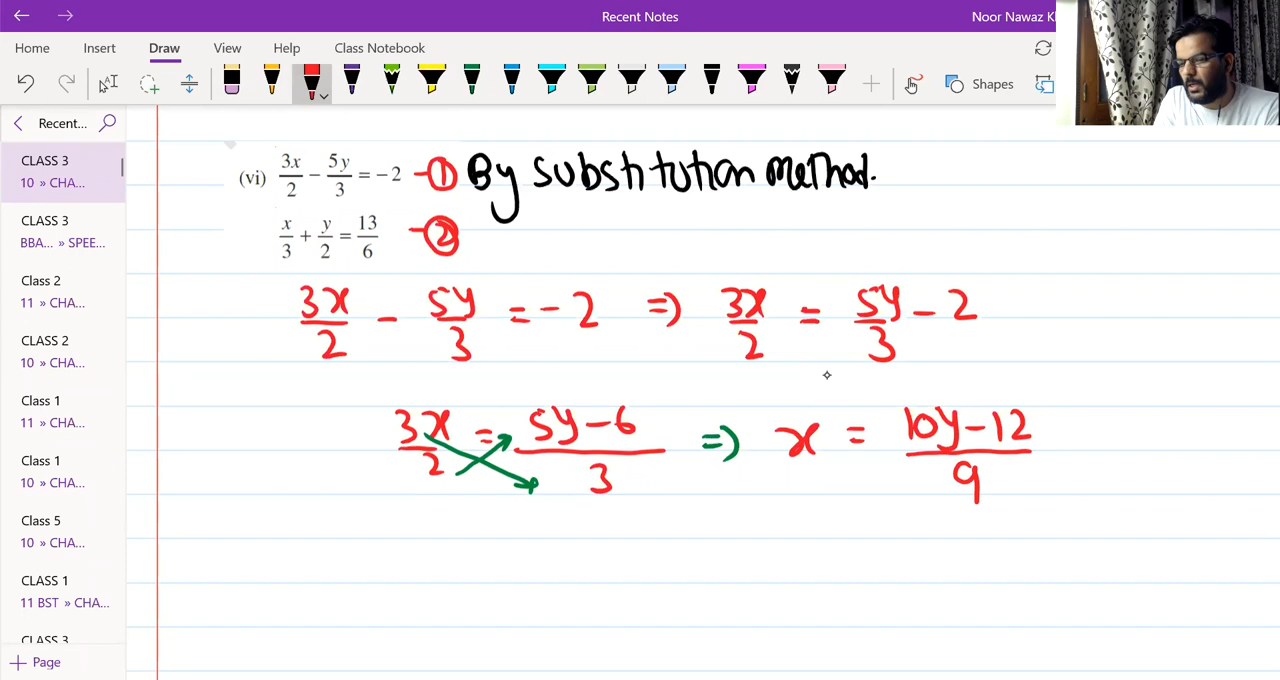 Recent Notes
Noor Nawaz Kh
Home Insert Draw View Help Class Notebook
Shapes
Recent...
CLASS 3
10 » CHA...
CLASS 3
BBA... » SPEE...
Class 2
11 » CHA...
CLASS 2
10 » CHA...
Class 1
11 » CHA...
Class 1
10 » CHA...
Class 5
10 » CHA...
CLASS 1
11 BST » CHA...
CLASS 3
+ Page
(vi) 3x/2 − 5y/3 = −2 −① By substitution method.
x/3 + y/2 = 13/6 −②
3x/2 − 5y/3 = −2 ⇒ 3x/2 = 5y/3 − 2
3x/2 = 5y−6/3 ⇒ x = 10y−12/9